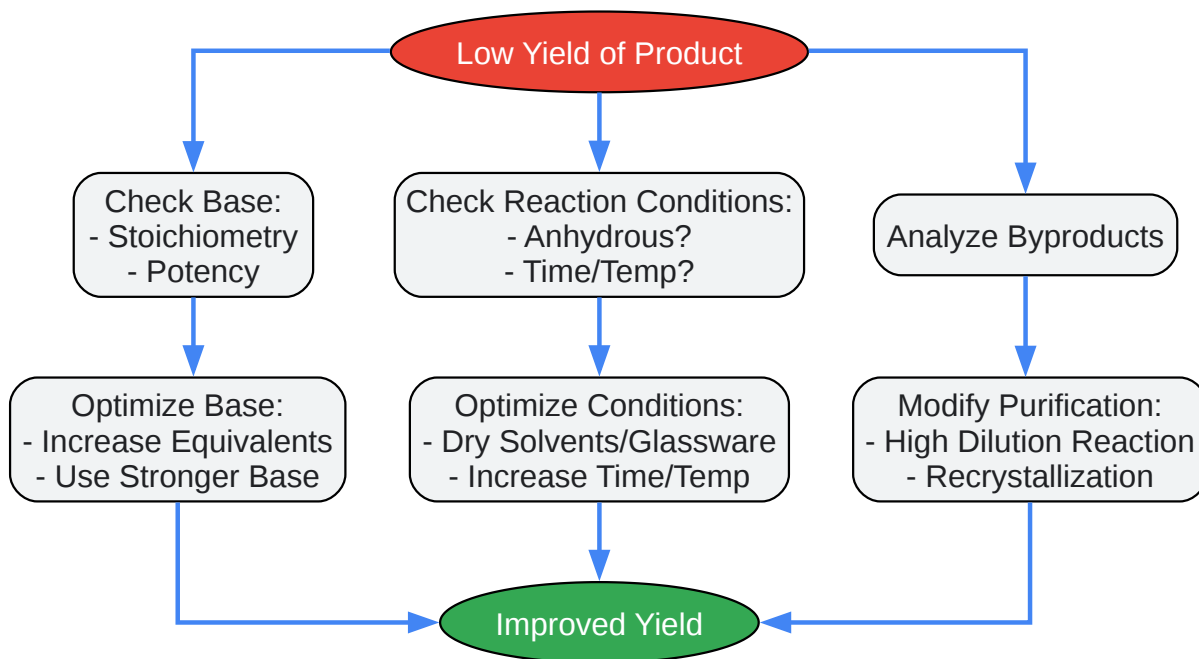 Low Yield of Product
Check Base:
- Stoichiometry
- Potency
Check Reaction Conditions:
- Anhydrous?
- Time/Temp?
Analyze Byproducts
Optimize Base:
- Increase Equivalents
- Use Stronger Base
Optimize Conditions:
- Dry Solvents/Glassware
- Increase Time/Temp
Modify Purification:
- High Dilution Reaction
- Recrystallization
Improved Yield